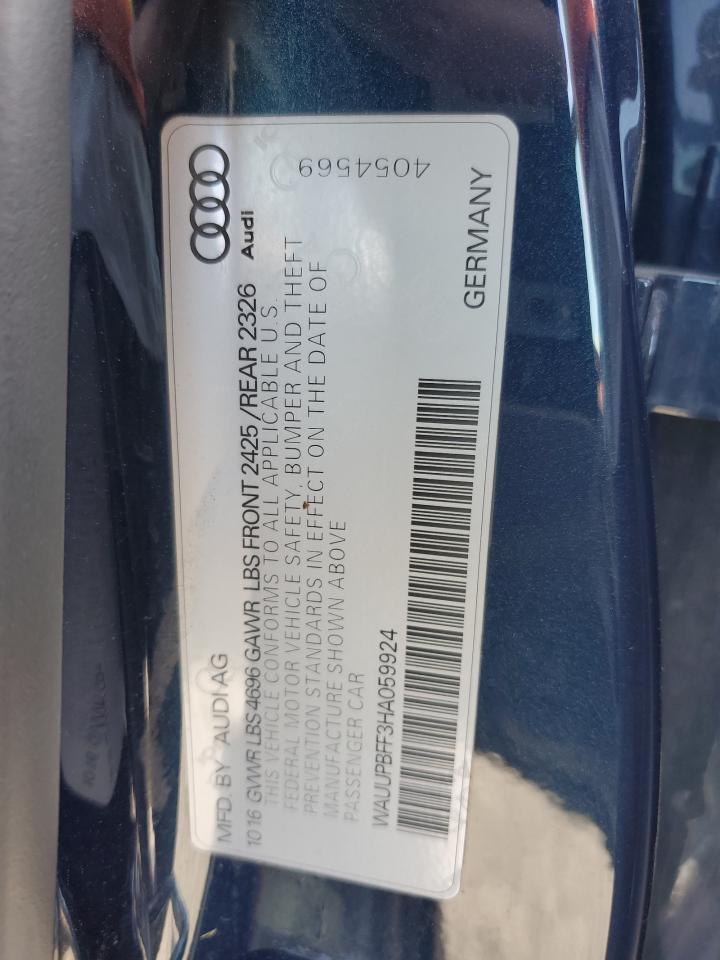 MFD. BY AUDI AG
Audi
10 16 GVWR LBS 4696 GAWR LBS FRONT 2425 /REAR 2326
THIS VEHICLE CONFORMS TO ALL APPLICABLE U.S.
FEDERAL MOTOR VEHICLE SAFETY, BUMPER AND THEFT
PREVENTION STANDARDS IN EFFECT ON THE DATE OF
MANUFACTURE SHOWN ABOVE
PASSENGER CAR
4054569
WAUUPBFF3HA059924
GERMANY